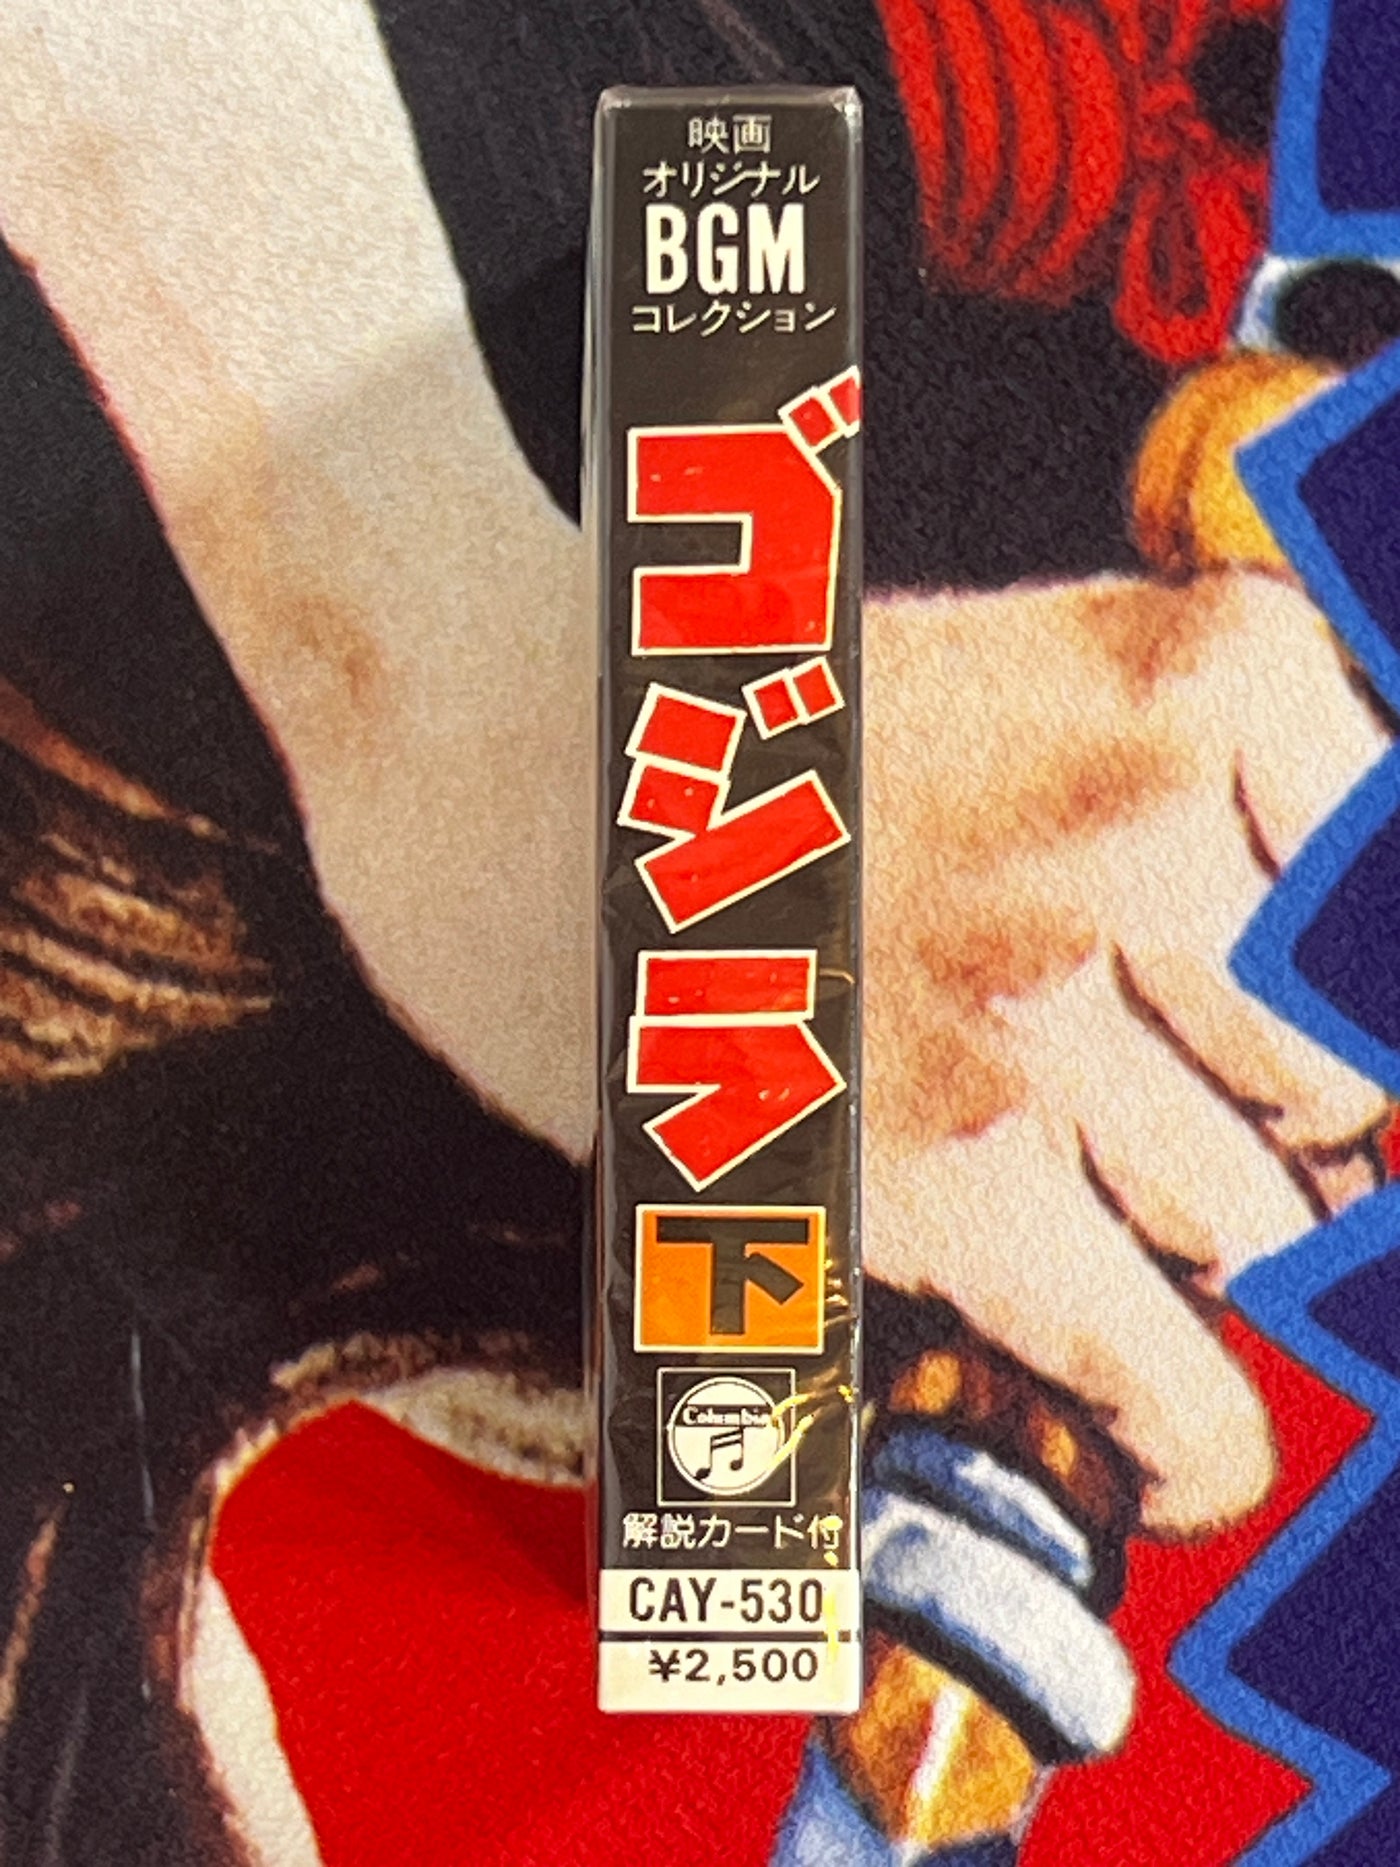 映画
オリジナル
BGM
コレクション
ゴジラ
下
Columbia
解説カード付
CAY-530
¥2,500